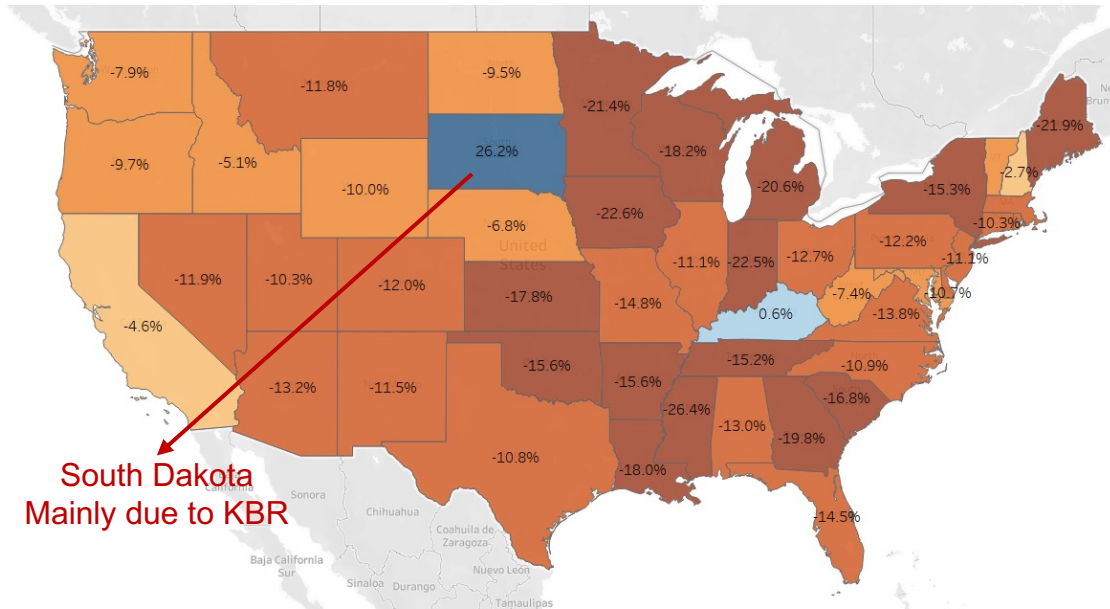 -7.9%
-11.8%
-9.5%
-21.4%
-21.9%
-9.7%
-5.1%
26.2%
-18.2%
-20.6%
-2.7%
-15.3%
-10.0%
-6.8%
-22.6%
-10.3%
-12.2%
-11.1%
United
States
-11.9%
-10.3%
-12.0%
-17.8%
-14.8%
-11.1%
-22.5%
-12.7%
-7.4%
-10.7%
-13.8%
-4.6%
0.6%
-13.2%
-11.5%
-15.6%
-15.6%
-15.2%
-10.9%
-16.8%
-10.8%
-18.0%
-26.4%
-13.0%
-19.8%
-14.5%
South Dakota
Mainly due to KBR
California
Sonora
Chihuahua
Coahuila de
Zaragoza
Baja California
Sur
Sinaloa
Durango
Nuevo León
Tamaulipas